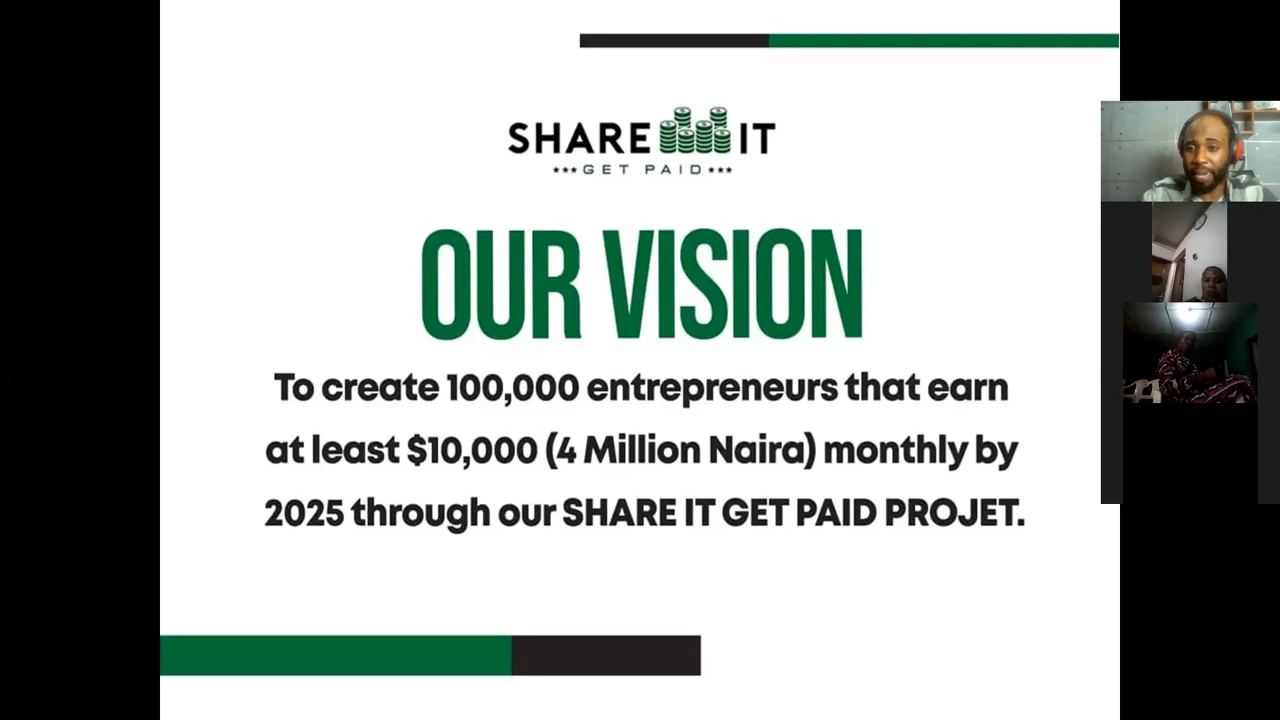 SHARE IT
***GET PAID***
OUR VISION
To create 100,000 entrepreneurs that earn
at least $10,000 (4 Million Naira) monthly by
2025 through our SHARE IT GET PAID PROJET.